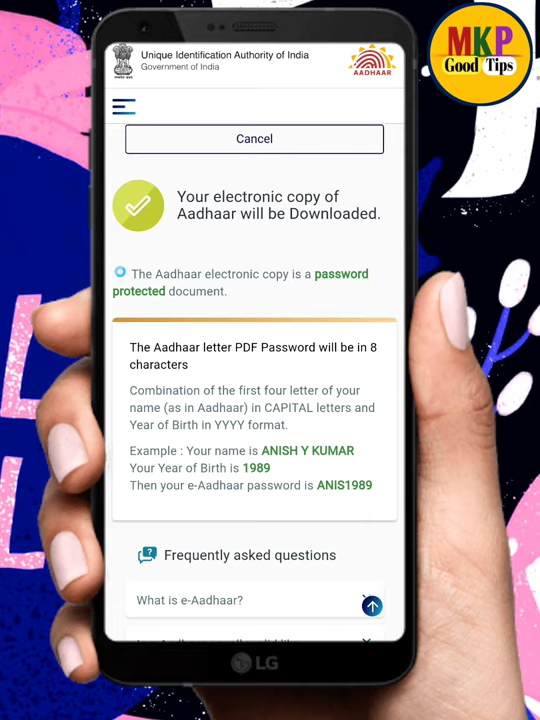 MKP
Good Tips
Unique Identification Authority of India
Government of India
AADHAAR
Cancel
Your electronic copy of
Aadhaar will be Downloaded.
The Aadhaar electronic copy is a password
protected document.
The Aadhaar letter PDF Password will be in 8
characters
Combination of the first four letter of your
name (as in Aadhaar) in CAPITAL letters and
Year of Birth in YYYY format.
Example : Your name is ANISH Y KUMAR
Your Year of Birth is 1989
Then your e-Aadhaar password is ANIS1989
Frequently asked questions
What is e-Aadhaar?
LG